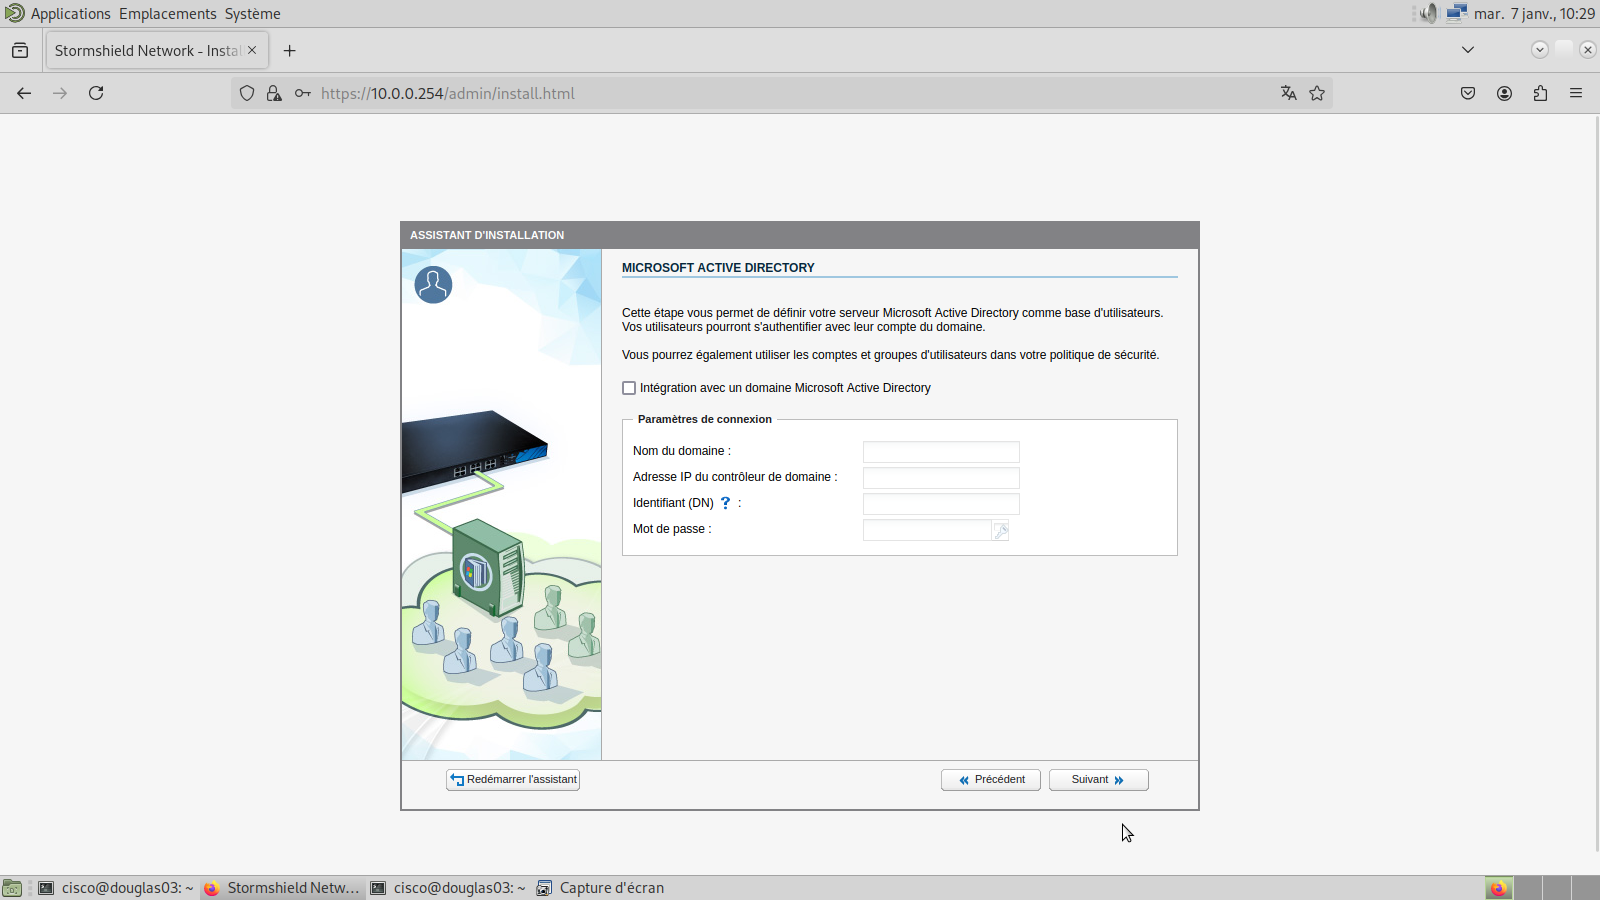 Applications Emplacements Système
mar. 7 janv., 10:29
Stormshield Network - Insta
https://10.0.0.254/admin/install.html
ASSISTANT D'INSTALLATION
MICROSOFT ACTIVE DIRECTORY
Cette étape vous permet de définir votre serveur Microsoft Active Directory comme base d'utilisateurs.
Vos utilisateurs pourront s'authentifier avec leur compte du domaine.
Vous pourrez également utiliser les comptes et groupes d'utilisateurs dans votre politique de sécurité.
Intégration avec un domaine Microsoft Active Directory
Paramètres de connexion
Nom du domaine :
Adresse IP du contrôleur de domaine :
Identifiant (DN) ? :
Mot de passe :
Redémarrer l'assistant
Précédent
Suivant
cisco@douglas03: ~
Stormshield Netw...
cisco@douglas03: ~
Capture d'écran